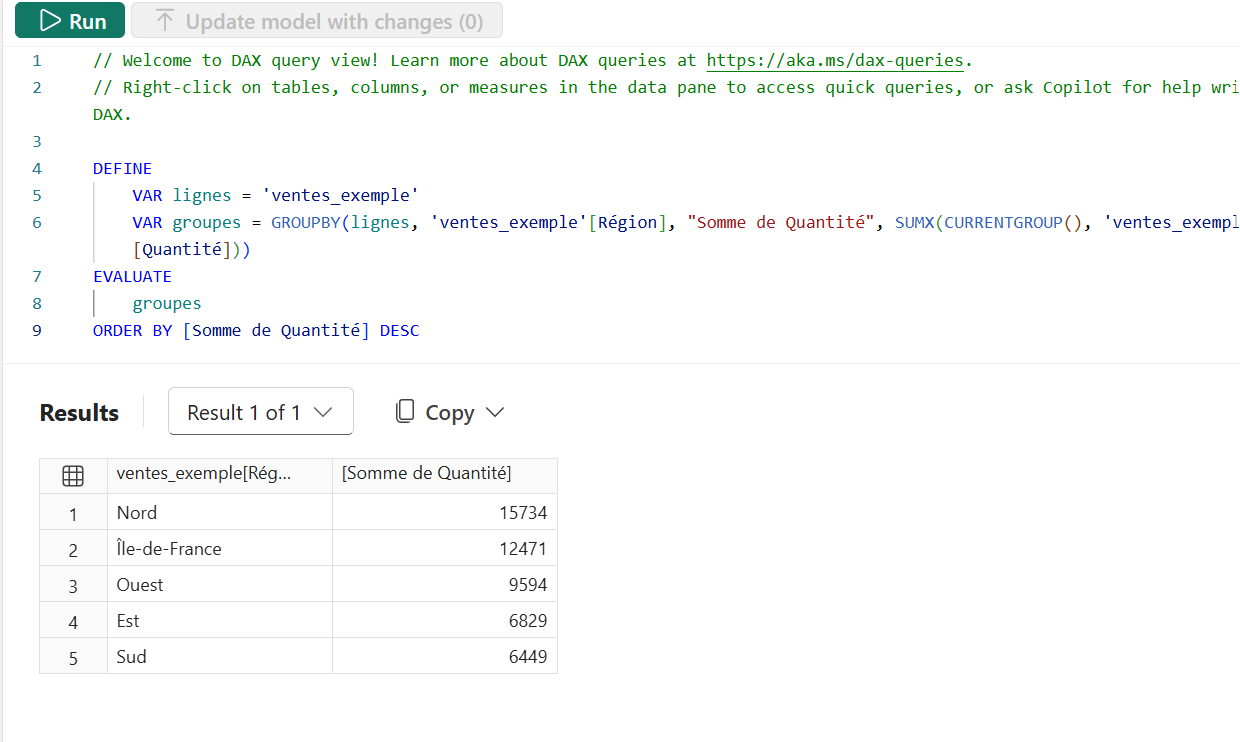 Run
Update model with changes (0)
1 // Welcome to DAX query view! Learn more about DAX queries at https://aka.ms/dax-queries.
2 // Right-click on tables, columns, or measures in the data pane to access quick queries, or ask Copilot for help wri
DAX.
3
4 DEFINE
5 VAR lignes = 'ventes_exemple'
6 VAR groupes = GROUPBY(lignes, 'ventes_exemple'[Région], "Somme de Quantité", SUMX(CURRENTGROUP(), 'ventes_exempl
[Quantité]))
7 EVALUATE
8 groupes
9 ORDER BY [Somme de Quantité] DESC
Results
Result 1 of 1
Copy
ventes_exemple[Rég... [Somme de Quantité]
1 Nord 15734
2 Île-de-France 12471
3 Ouest 9594
4 Est 6829
5 Sud 6449